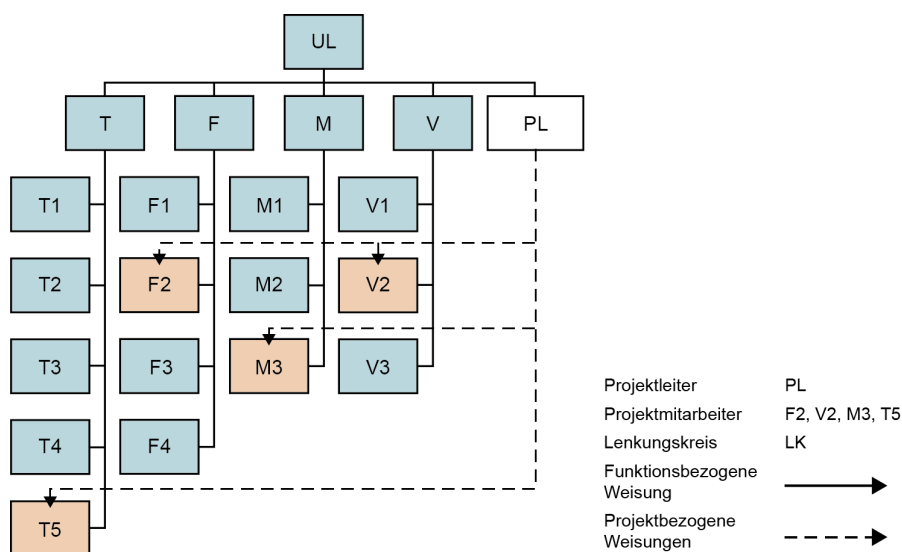 UL
T F M V PL
T1 F1 M1 V1
T2 F2 M2 V2
T3 F3 M3 V3
T4 F4
T5
Projektleiter PL
Projektmitarbeiter F2, V2, M3, T5
Lenkungskreis LK
Funktionsbezogene
Weisung
Projektbezogene
Weisungen